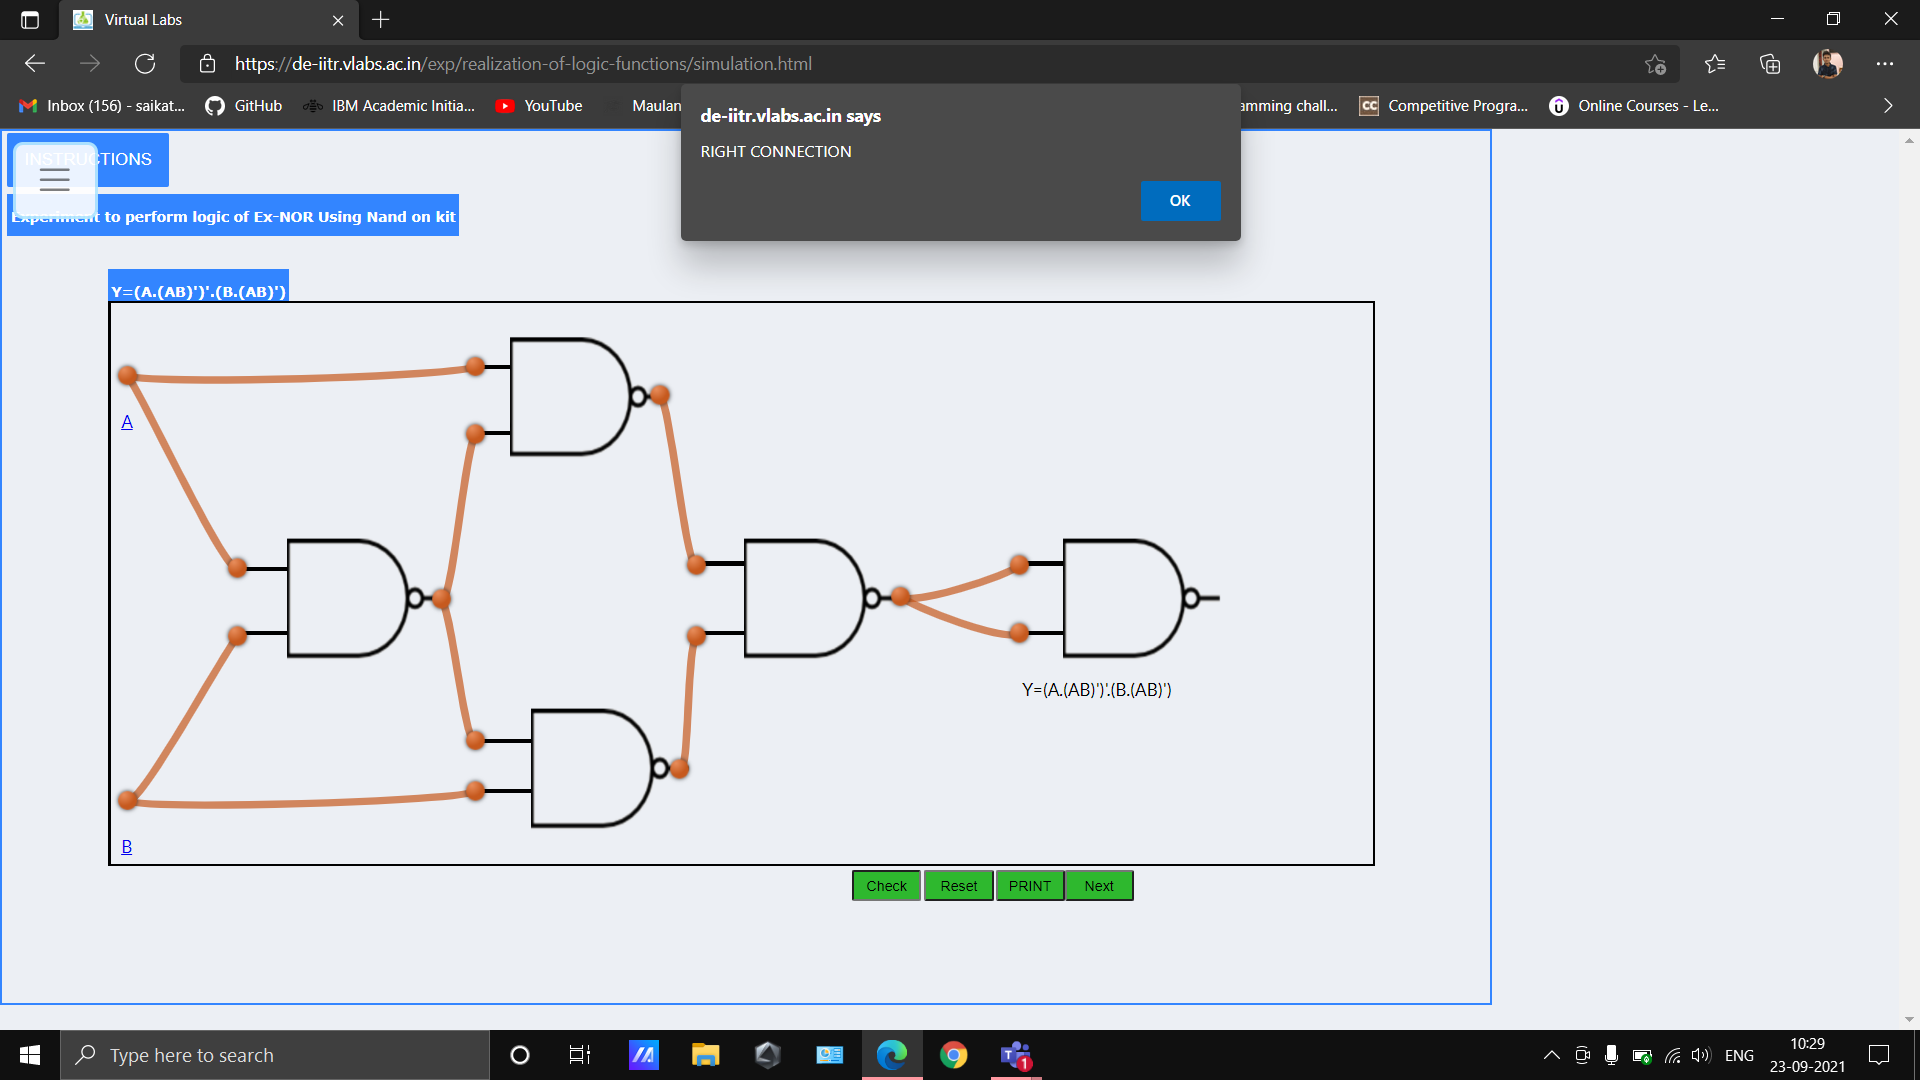 Virtual Labs
https://de-iitr.vlabs.ac.in/exp/realization-of-logic-functions/simulation.html
Inbox (156) - saikat... GitHub IBM Academic Initia... YouTube Maulan amming chall... Competitive Progra... Online Courses - Le...
de-iitr.vlabs.ac.in says
RIGHT CONNECTION
OK
INSTRUCTIONS
Experiment to perform logic of Ex-NOR Using Nand on kit
Y=(A.(AB)')'.(B.(AB)')
A
Y=(A.(AB)')'.(B.(AB)')
B
Check Reset PRINT Next
Type here to search
1
ENG
10:29
23-09-2021